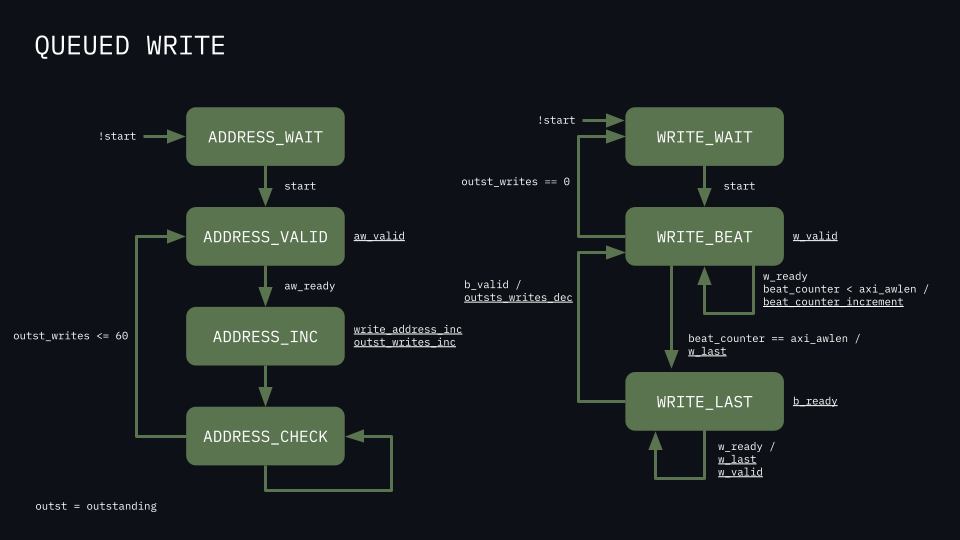 QUEUED WRITE
!start
ADDRESS_WAIT
start
ADDRESS_VALID
aw_valid
aw_ready
outst_writes <= 60
ADDRESS_INC
write_address_inc
outst_writes_inc
ADDRESS_CHECK
outst = outstanding
!start
WRITE_WAIT
outst_writes == 0
start
WRITE_BEAT
w_valid
b_valid /
outsts_writes_dec
w_ready
beat_counter < axi_awlen /
beat_counter_increment
beat_counter == axi_awlen /
w_last
WRITE_LAST
b_ready
w_ready /
w_last
w_valid